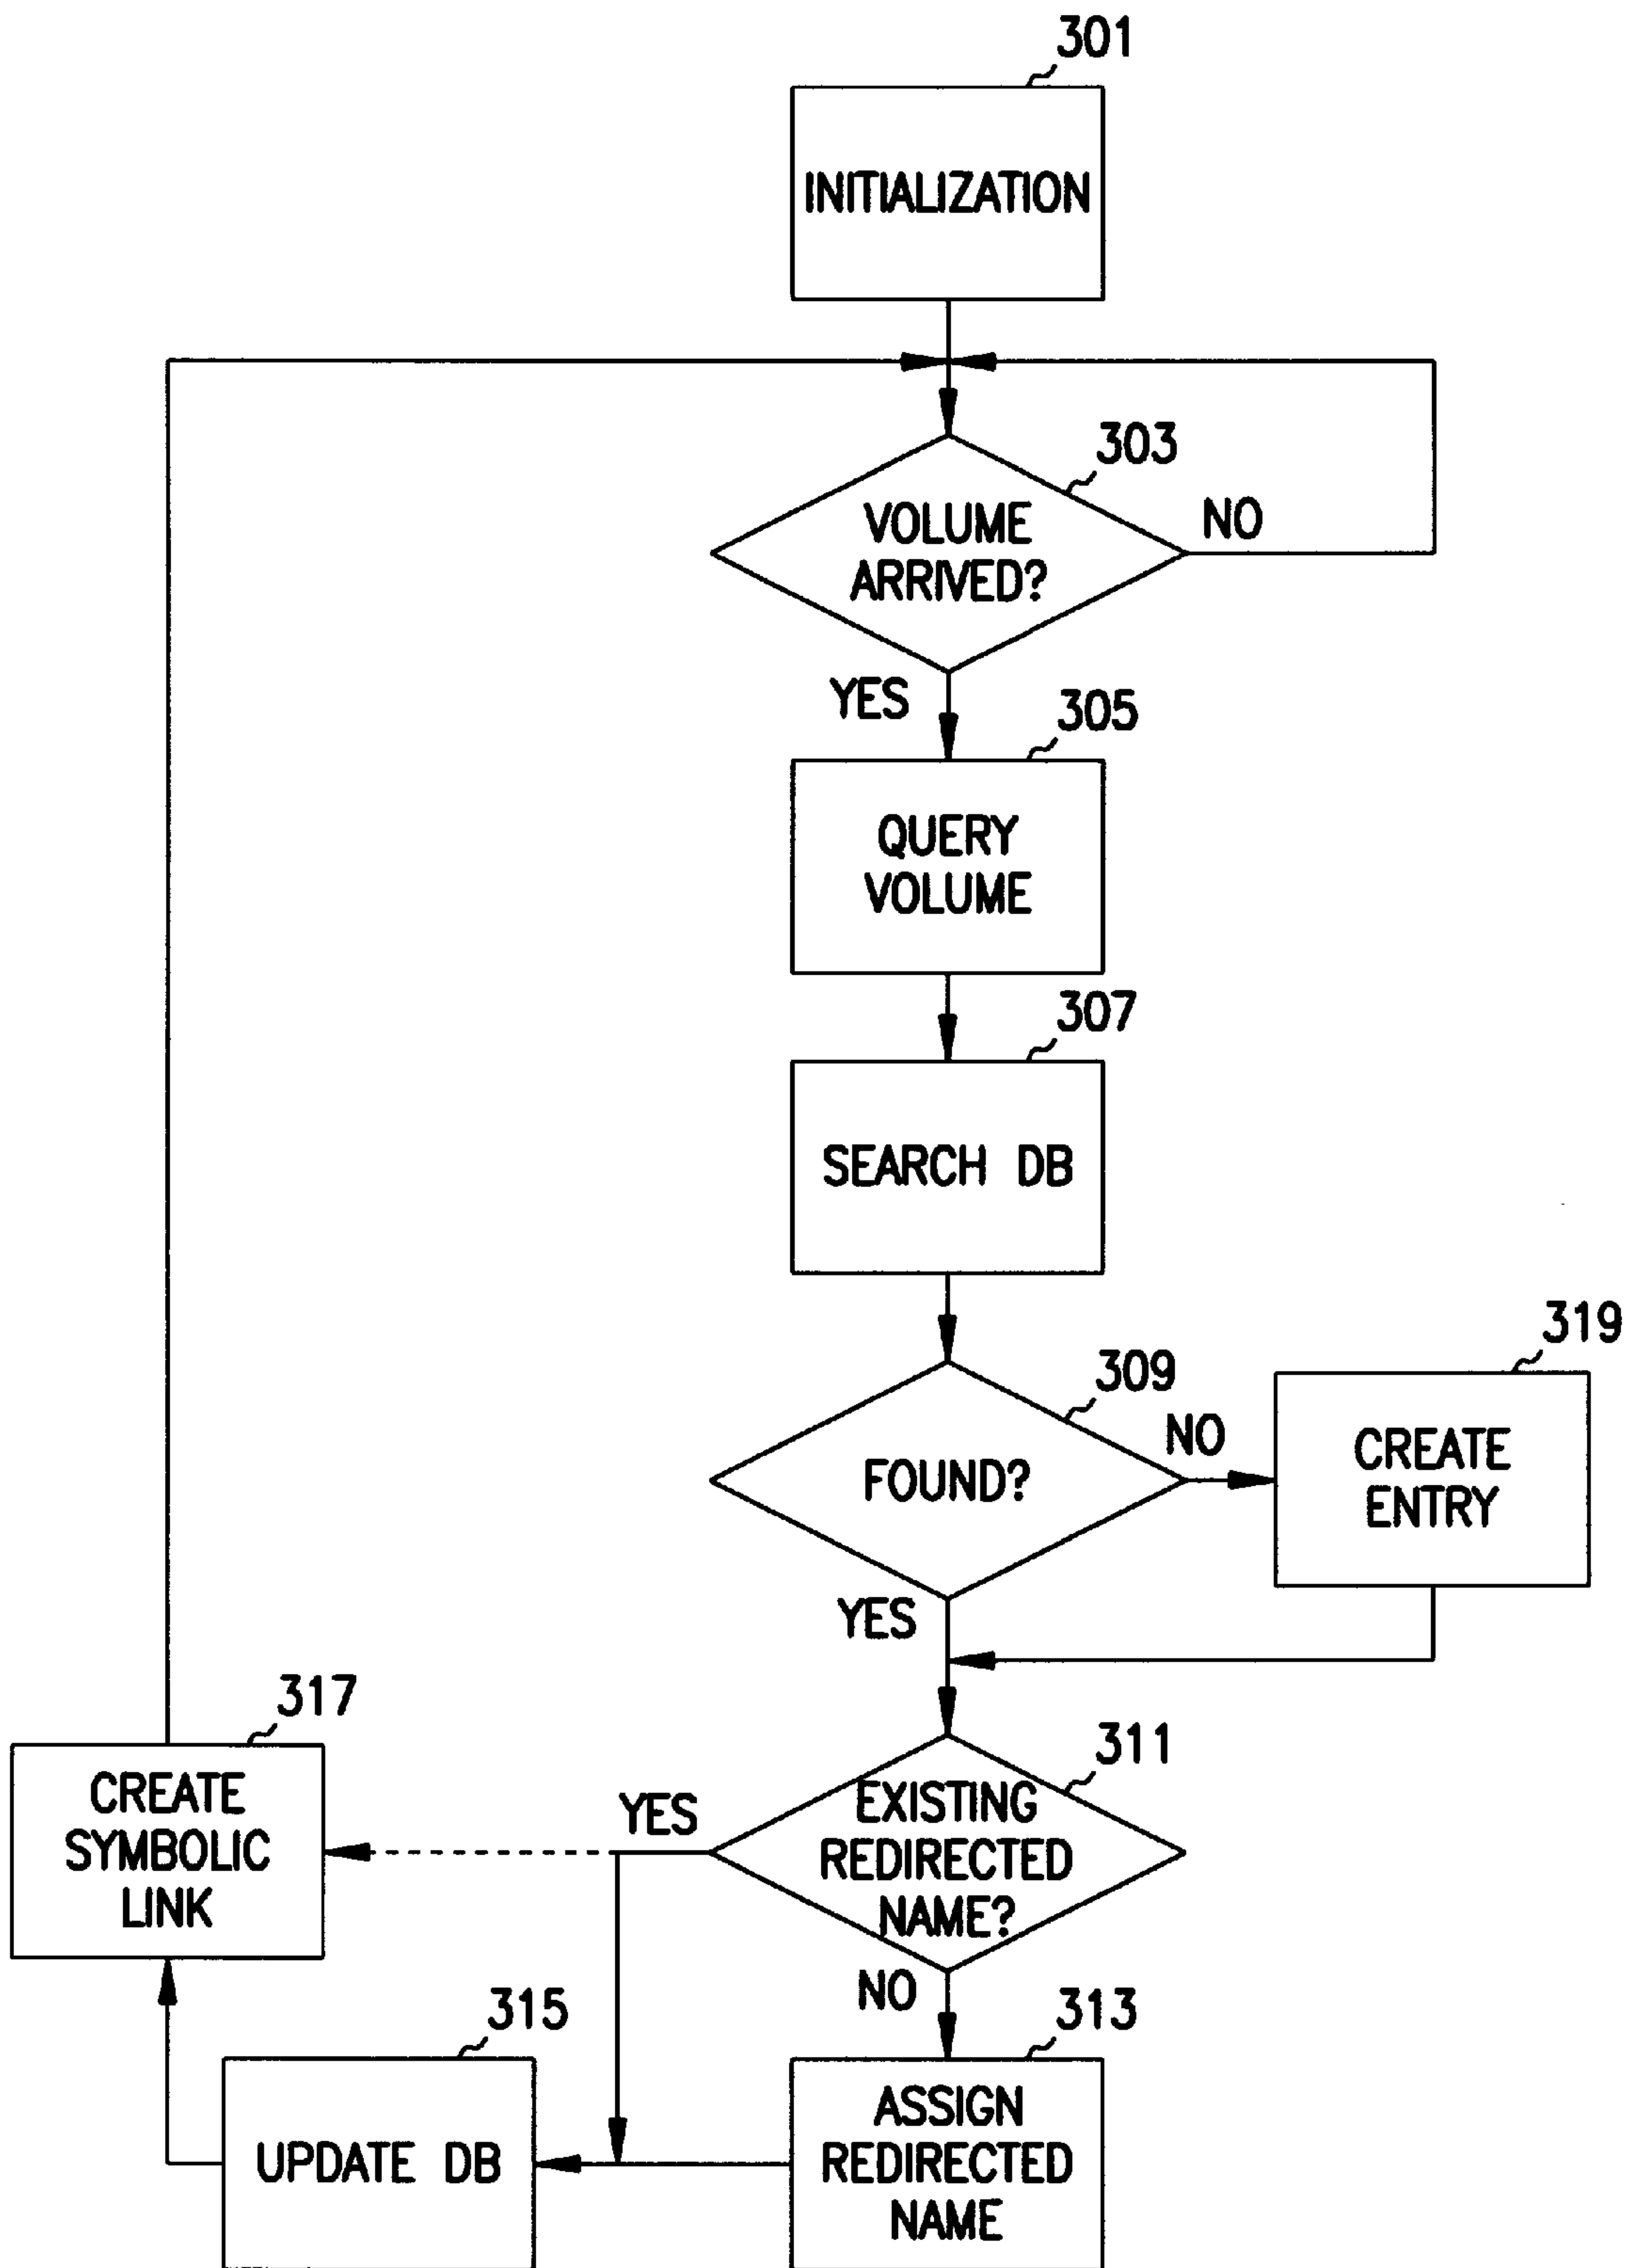 301
INITIALIZATION
303
VOLUME
ARRIVED?
NO
YES
305
QUERY
VOLUME
307
SEARCH DB
309
FOUND?
NO
319
CREATE
ENTRY
YES
317
CREATE
SYMBOLIC
LINK
YES
311
EXISTING
REDIRECTED
NAME?
NO
315
UPDATE DB
313
ASSIGN
REDIRECTED
NAME